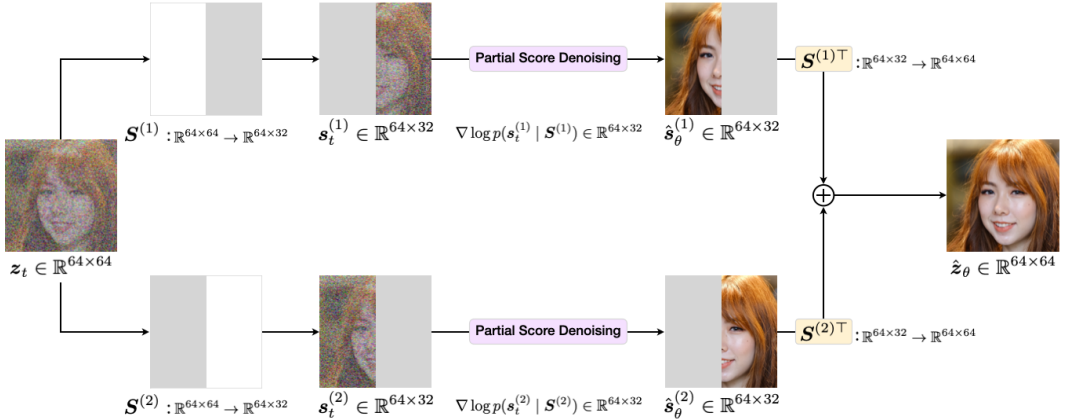 Partial Score Denoising
S^{(1)⊤} : ℝ^{64×32} → ℝ^{64×64}
S^{(1)} : ℝ^{64×64} → ℝ^{64×32}
s_t^{(1)} ∈ ℝ^{64×32}
∇ log p(s_t^{(1)} | S^{(1)}) ∈ ℝ^{64×32}
ŝ_θ^{(1)} ∈ ℝ^{64×32}
z_t ∈ ℝ^{64×64}
+
ẑ_θ ∈ ℝ^{64×64}
Partial Score Denoising
S^{(2)⊤} : ℝ^{64×32} → ℝ^{64×64}
S^{(2)} : ℝ^{64×64} → ℝ^{64×32}
s_t^{(2)} ∈ ℝ^{64×32}
∇ log p(s_t^{(2)} | S^{(2)}) ∈ ℝ^{64×32}
ŝ_θ^{(2)} ∈ ℝ^{64×32}